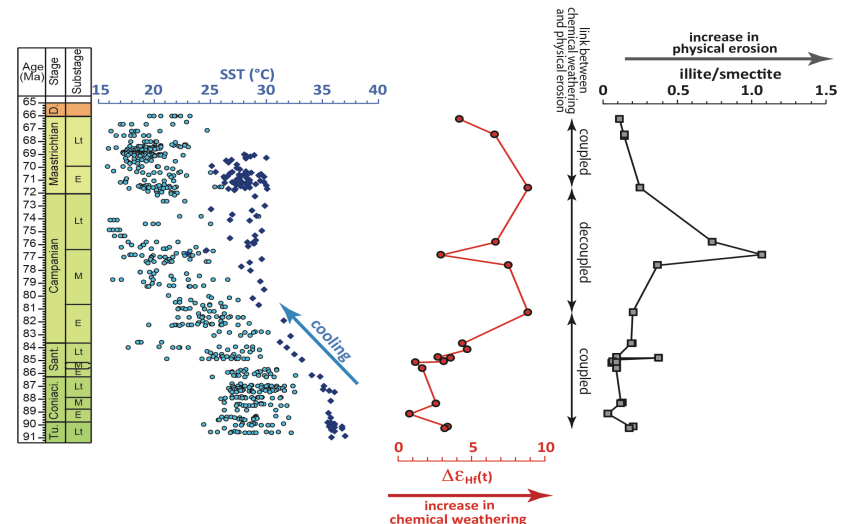 Age
(Ma)
Stage
Substage
65
66
67
68
69
70
71
72
73
74
75
76
77
78
79
80
81
82
83
84
85
86
87
88
89
90
91
D.
Maastrichtian
Campanian
Sant.
Coniaci.
Tu.
Lt
E
Lt
M
E
Lt
M
E
Lt
M
E
Lt
SST (°C)
15 20 25 30 35 40
cooling
0 5 10
ΔεHf(t)
increase in
chemical weathering
link between
chemical weathering
and physical erosion
coupled
decoupled
coupled
increase in
physical erosion
illite/smectite
0 0.1 0.5 1 1.5